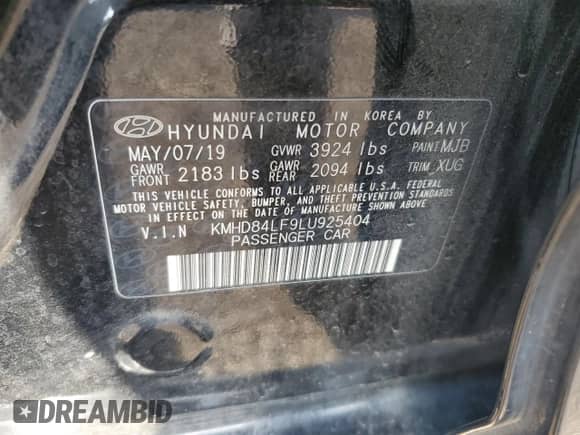 MANUFACTURED IN KOREA BY
HYUNDAI MOTOR COMPANY
MAY/07/19 GVWR 3924 lbs PAINT MJB
GAWR FRONT 2183 lbs GAWR REAR 2094 lbs TRIM XUG
THIS VEHICLE CONFORMS TO ALL APPLICABLE U.S.A. FEDERAL
MOTOR VEHICLE SAFETY, BUMPER, AND THEFT PREVENTION STANDARDS
IN EFFECT ON THE DATE OF MANUFACTURE SHOWN ABOVE.
V.I.N KMHD84LF9LU925404
PASSENGER CAR
DREAMBID